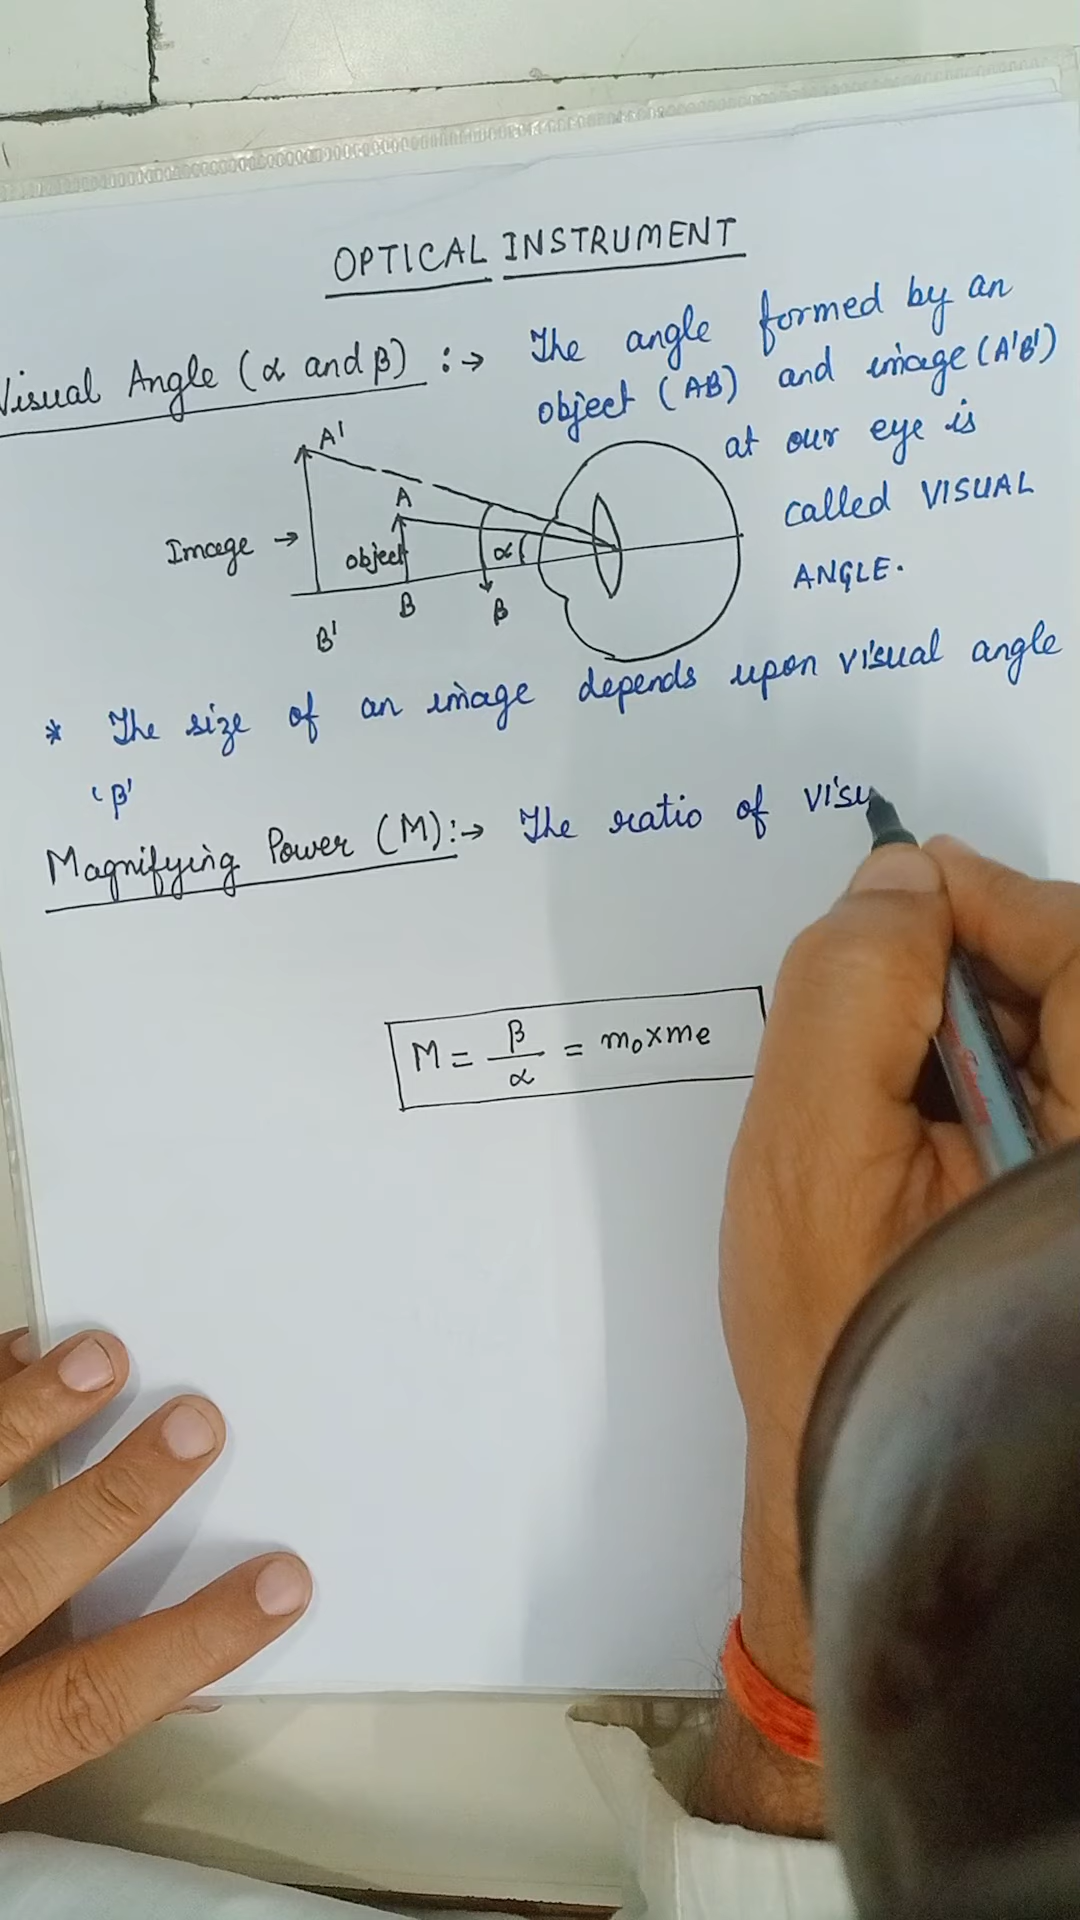 OPTICAL INSTRUMENT
Visual Angle (α and β) :→ The angle formed by an
object (AB) and image (A'B')
at our eye is
called VISUAL
ANGLE.
A'
A
Image →
object
α
B
β
B'
* The size of an image depends upon visual angle
'β'
Magnifying Power (M):→ The ratio of visu
M = β/α = m₀×me